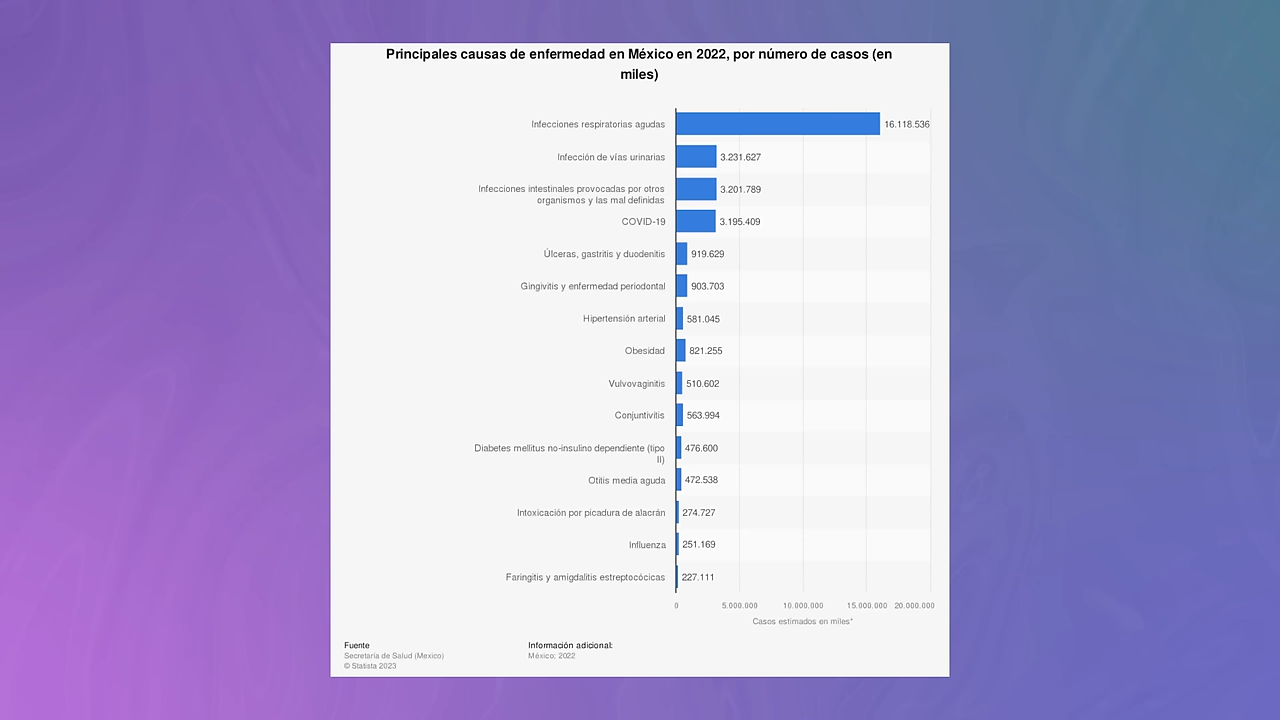 Principales causas de enfermedad en México en 2022, por número de casos (en
miles)
Infecciones respiratorias agudas 16.118.536
Infección de vías urinarias 3.231.627
Infecciones intestinales provocadas por otros
organismos y las mal definidas 3.201.789
COVID-19 3.195.409
Úlceras, gastritis y duodenitis 919.629
Gingivitis y enfermedad periodontal 903.703
Hipertensión arterial 581.045
Obesidad 821.255
Vulvovaginitis 510.602
Conjuntivitis 563.994
Diabetes mellitus no-insulino dependiente (tipo
II) 476.600
Otitis media aguda 472.538
Intoxicación por picadura de alacrán 274.727
Influenza 251.169
Faringitis y amigdalitis estreptocócicas 227.111
0 5.000.000 10.000.000 15.000.000 20.000.000
Casos estimados en miles*
Fuente
Secretaría de Salud (Mexico)
© Statista 2023
Información adicional:
México; 2022